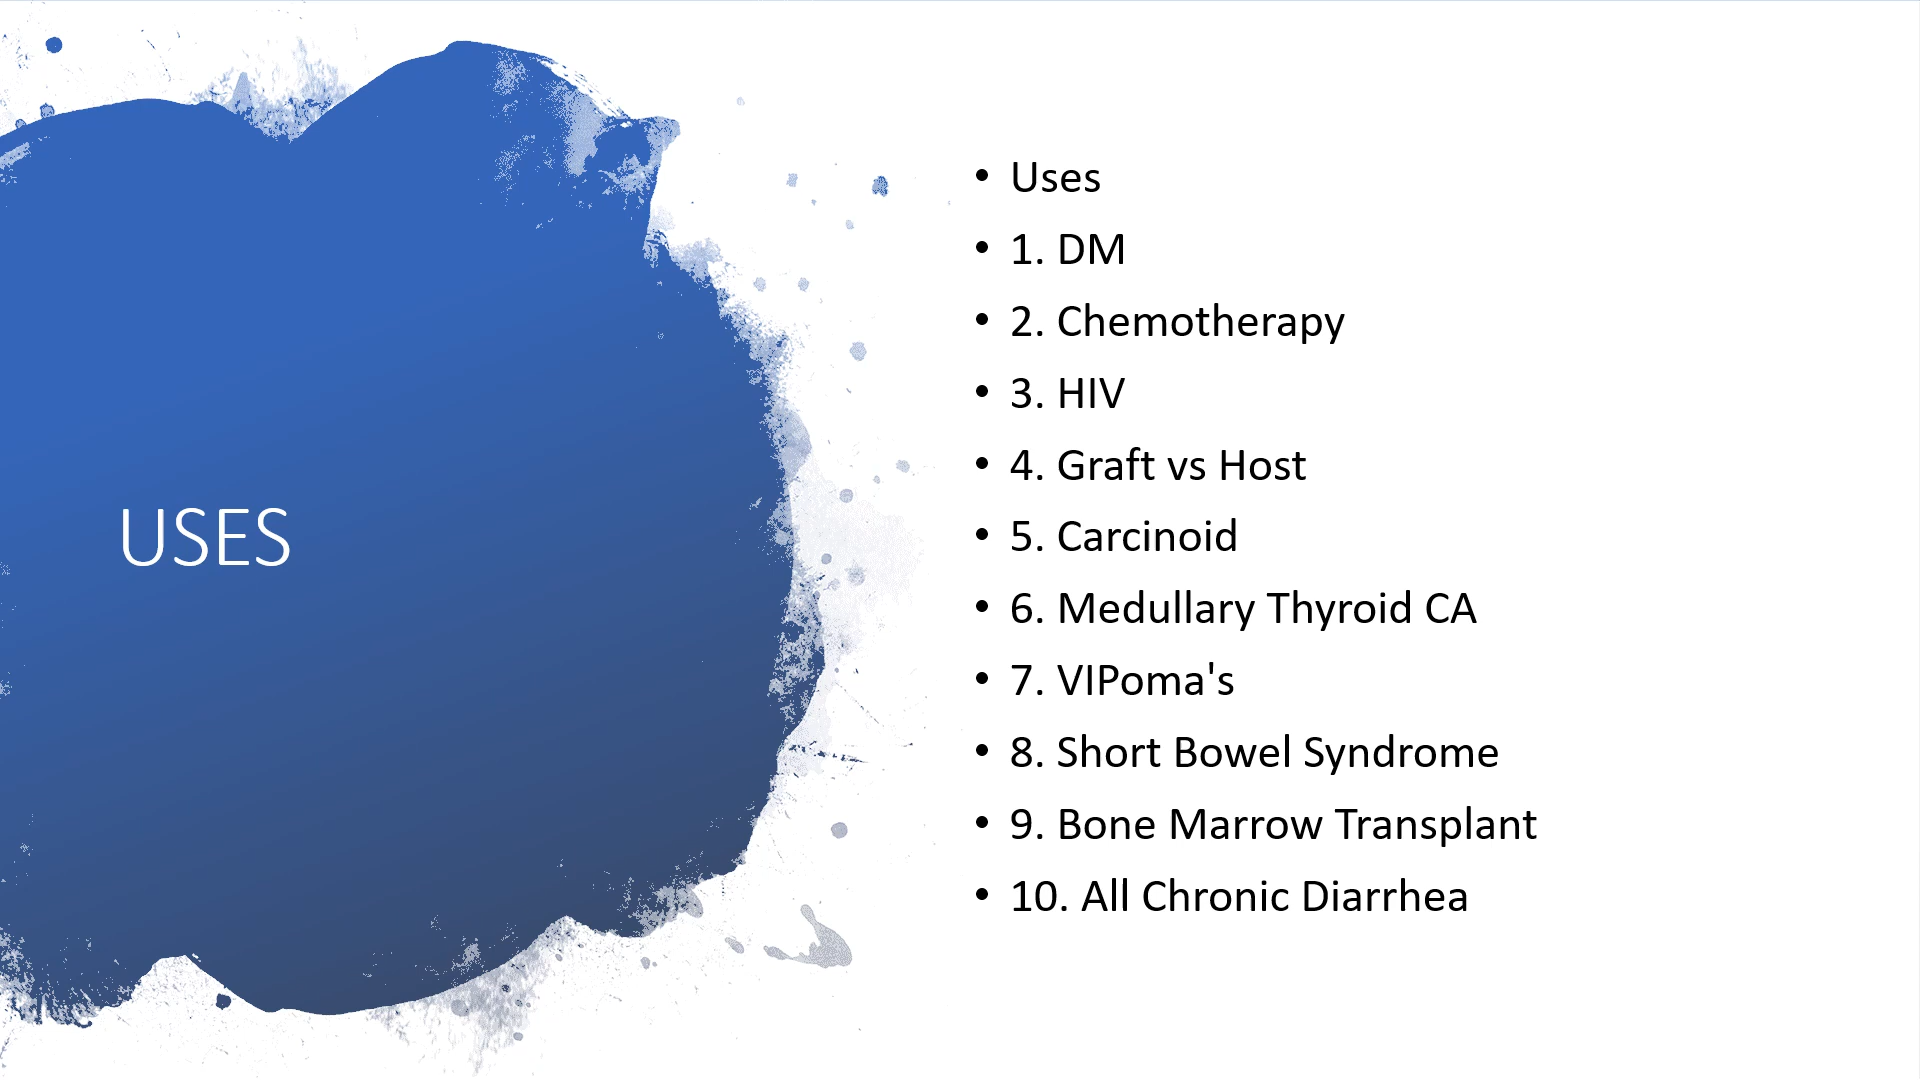 USES
• Uses
• 1. DM
• 2. Chemotherapy
• 3. HIV
• 4. Graft vs Host
• 5. Carcinoid
• 6. Medullary Thyroid CA
• 7. VIPoma's
• 8. Short Bowel Syndrome
• 9. Bone Marrow Transplant
• 10. All Chronic Diarrhea